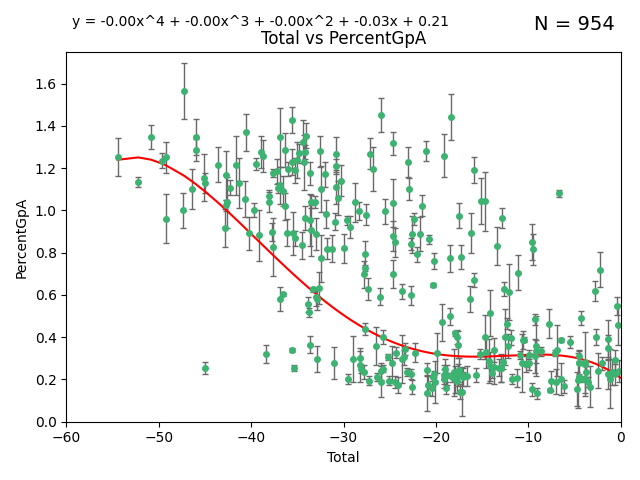 y = -0.00x^4 + -0.00x^3 + -0.00x^2 + -0.03x + 0.21
N = 954
Total vs PercentGpA
PercentGpA
1.6
1.4
1.2
1.0
0.8
0.6
0.4
0.2
0.0
−60 −50 −40 −30 −20 −10 0
Total